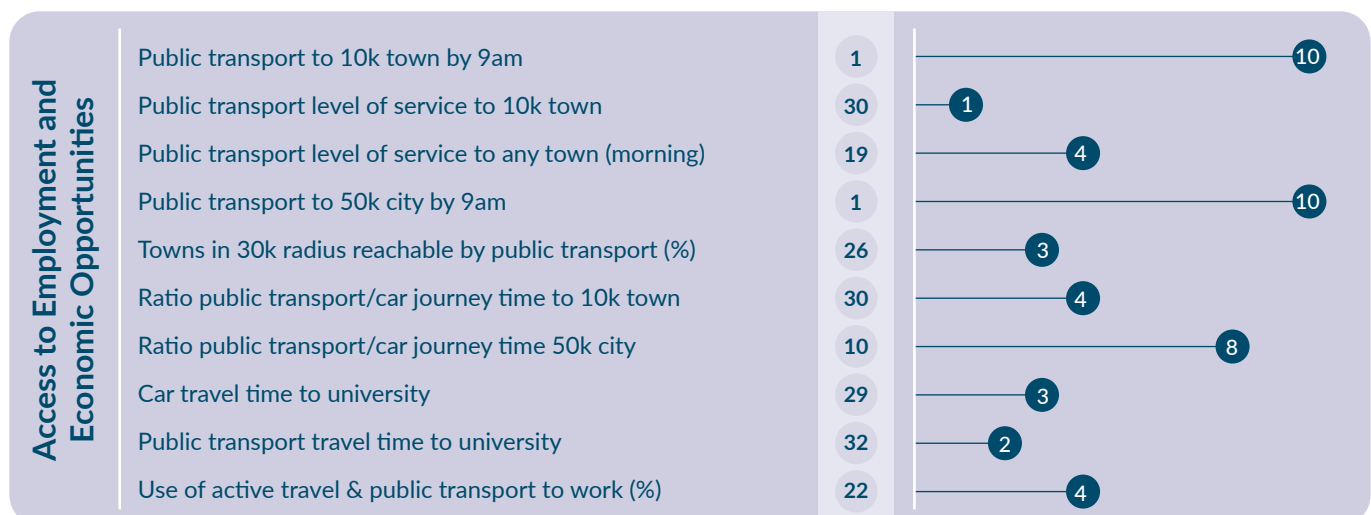 Access to Employment and
Economic Opportunities
Public transport to 10k town by 9am 1 10
Public transport level of service to 10k town 30 1
Public transport level of service to any town (morning) 19 4
Public transport to 50k city by 9am 1 10
Towns in 30k radius reachable by public transport (%) 26 3
Ratio public transport/car journey time to 10k town 30 4
Ratio public transport/car journey time 50k city 10 8
Car travel time to university 29 3
Public transport travel time to university 32 2
Use of active travel & public transport to work (%) 22 4